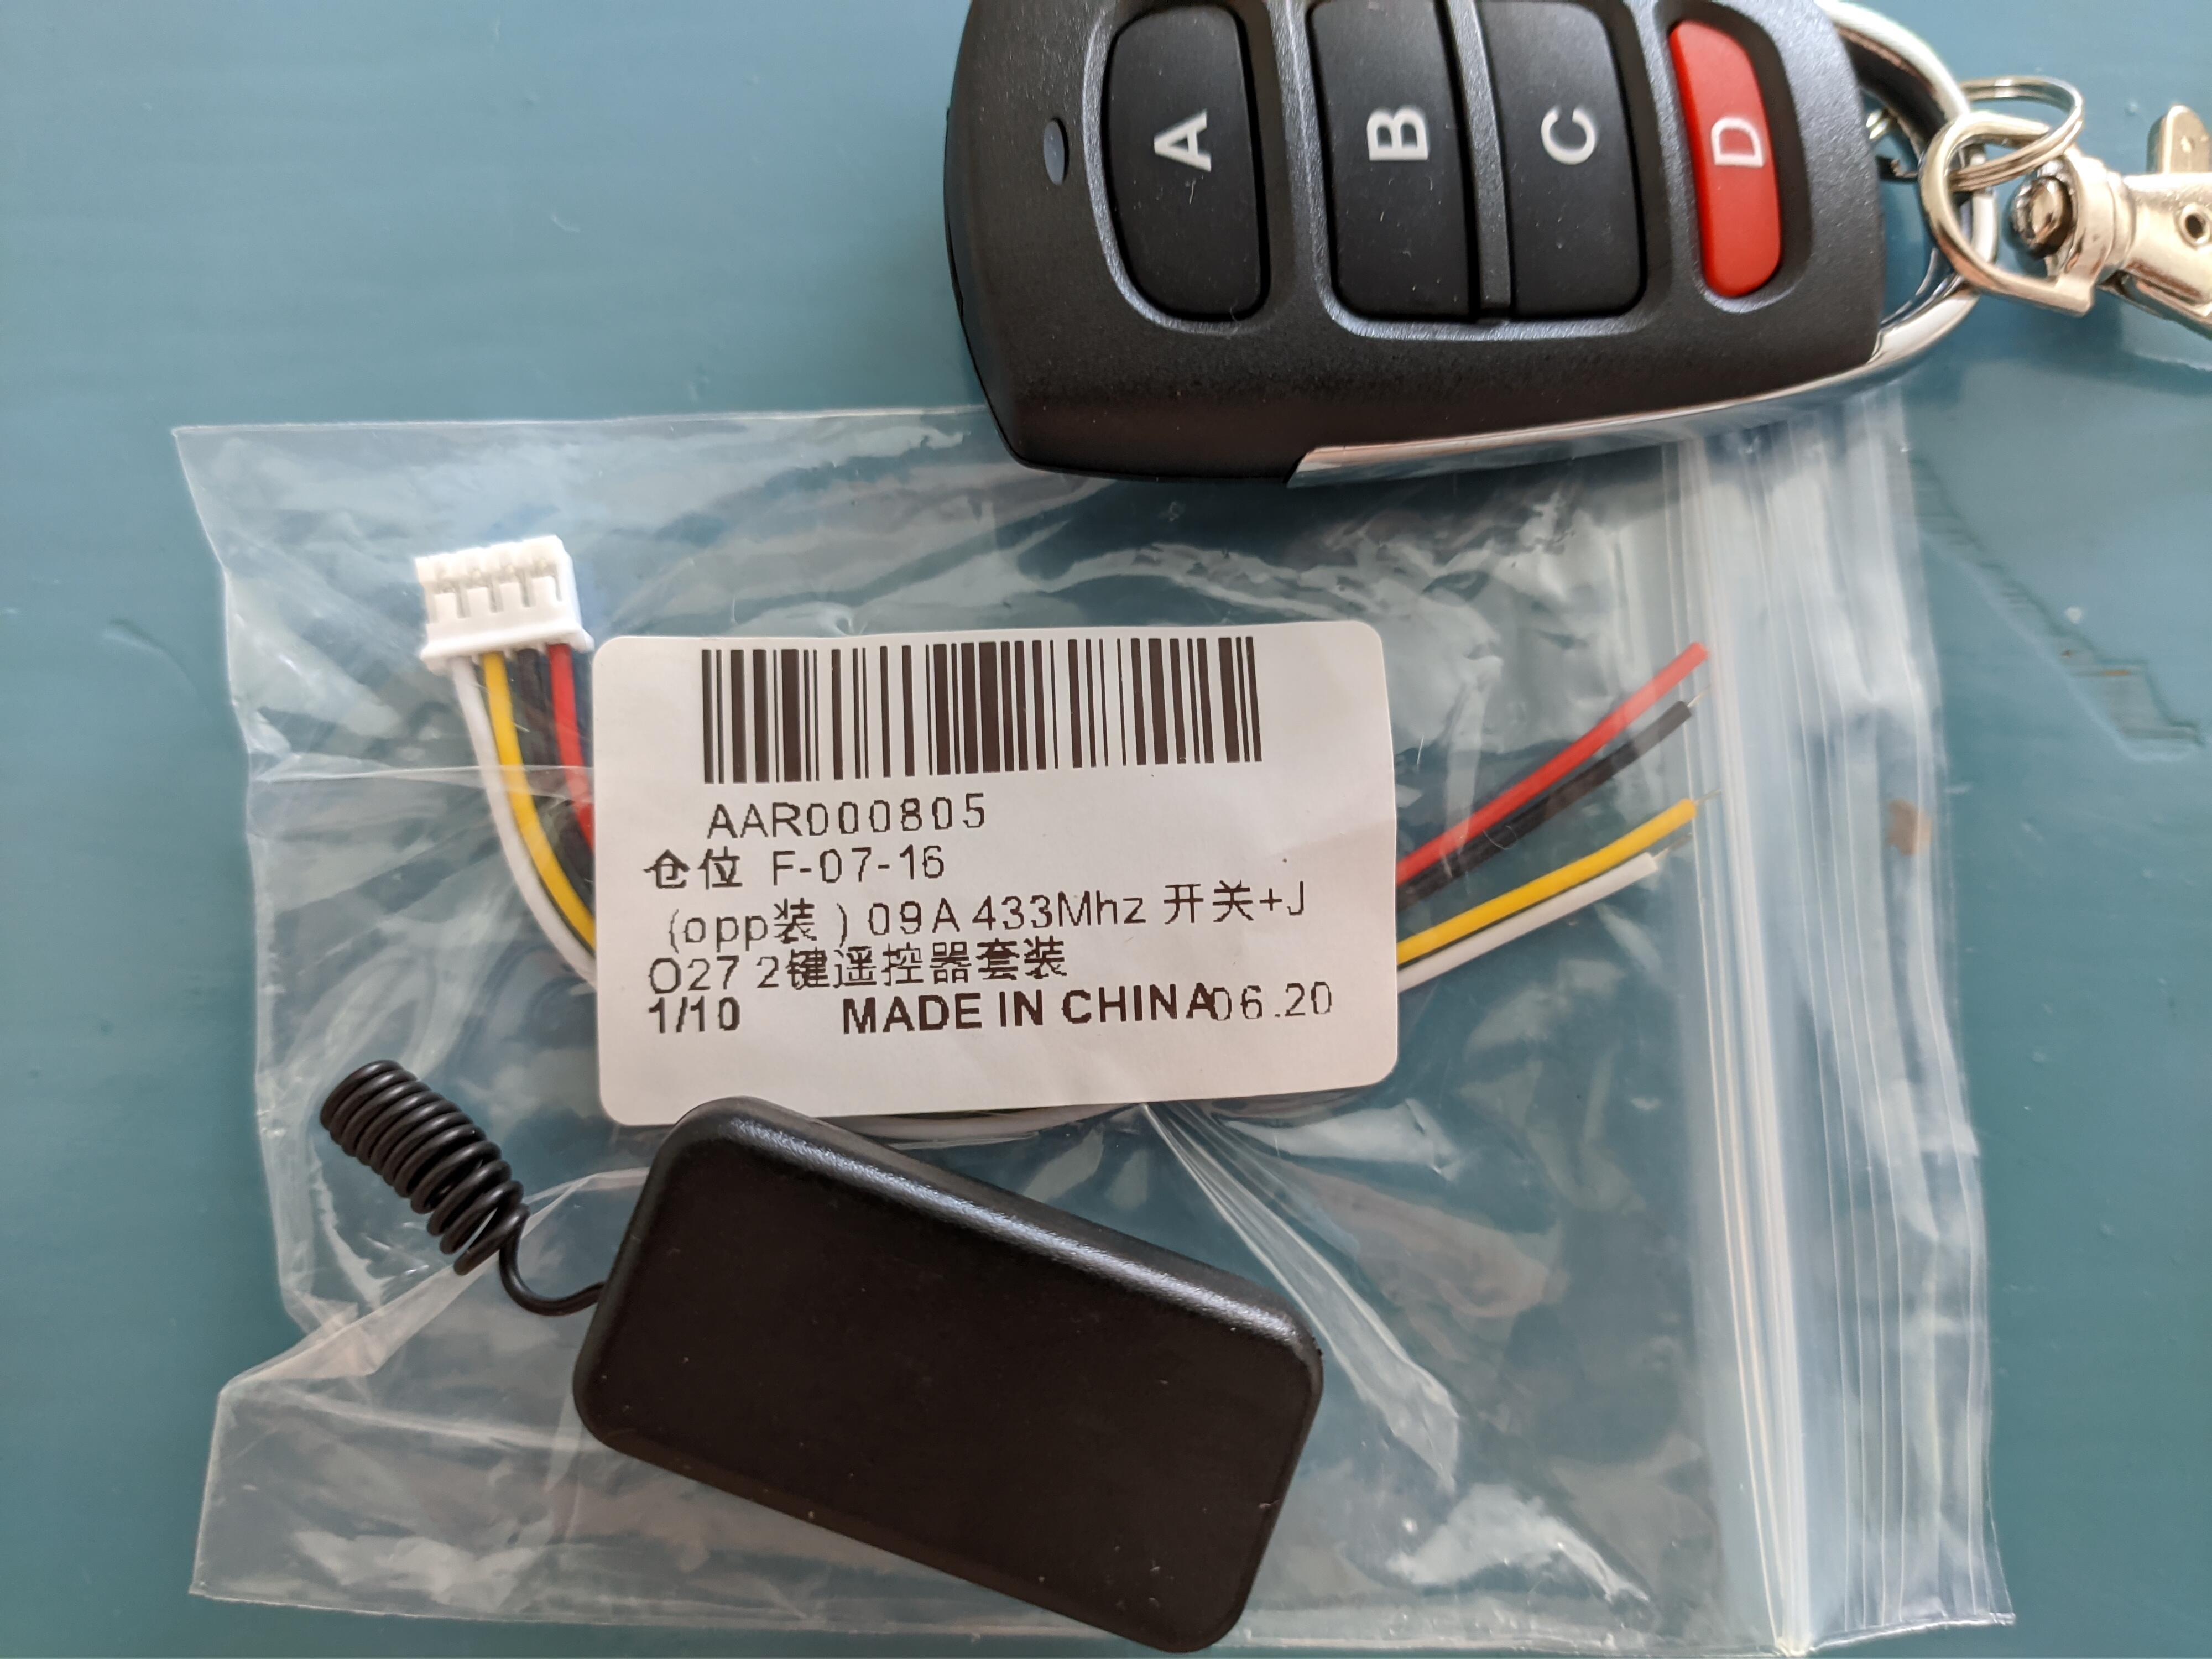 A
B
C
D
AAR000805
仓位 F-07-16
(opp装 ) 09A 433Mhz 开关+J
O27 2键遥控器套装
1/10 MADE IN CHINA06.20